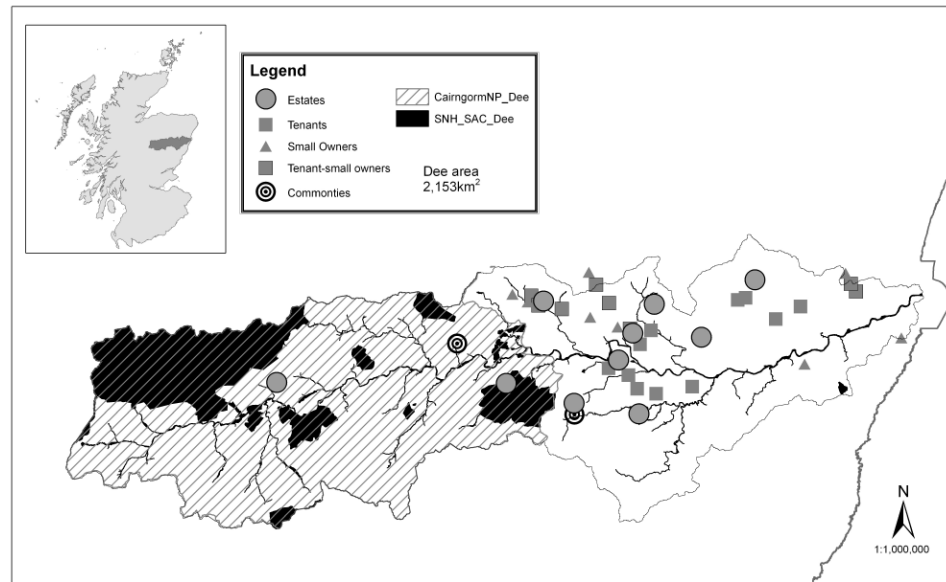 Legend
Estates
Tenants
Small Owners
Tenant-small owners
Commonties
CairngormNP_Dee
SNH_SAC_Dee
Dee area
2,153km²
N
1:1,000,000